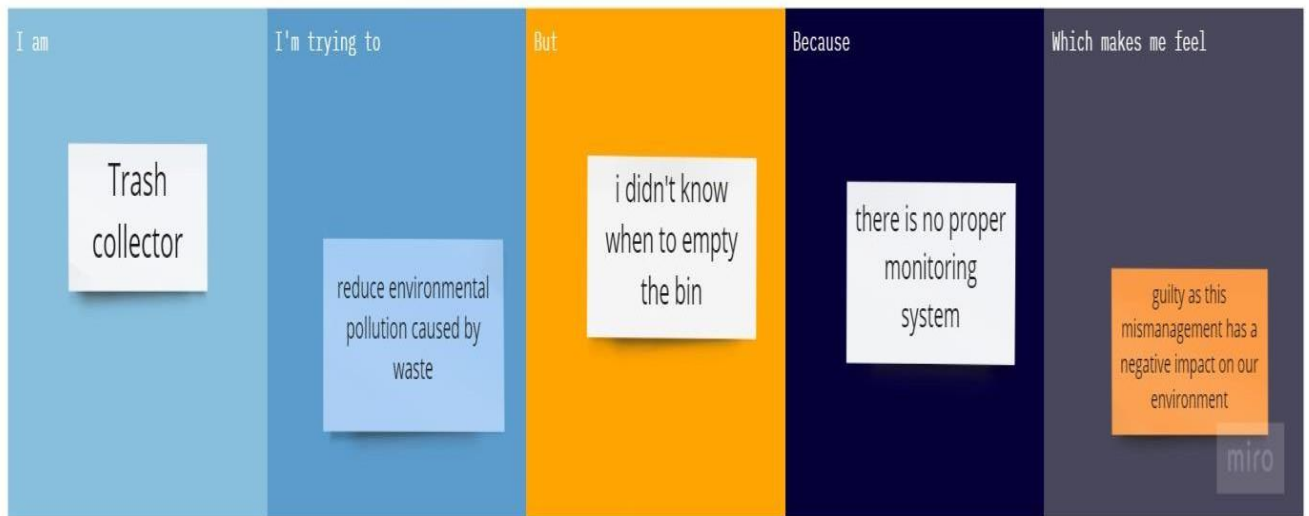 I am
Trash
collector
I'm trying to
reduce environmental
pollution caused by
waste
But
i didn't know
when to empty
the bin
Because
there is no proper
monitoring
system
Which makes me feel
guilty as this
mismanagement has a
negative impact on our
environment
miro